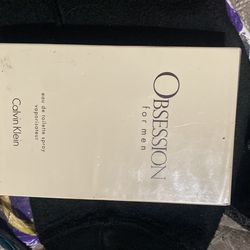 OBSESSION
for men
eau de toilette spray
vaporisateur
Calvin Klein